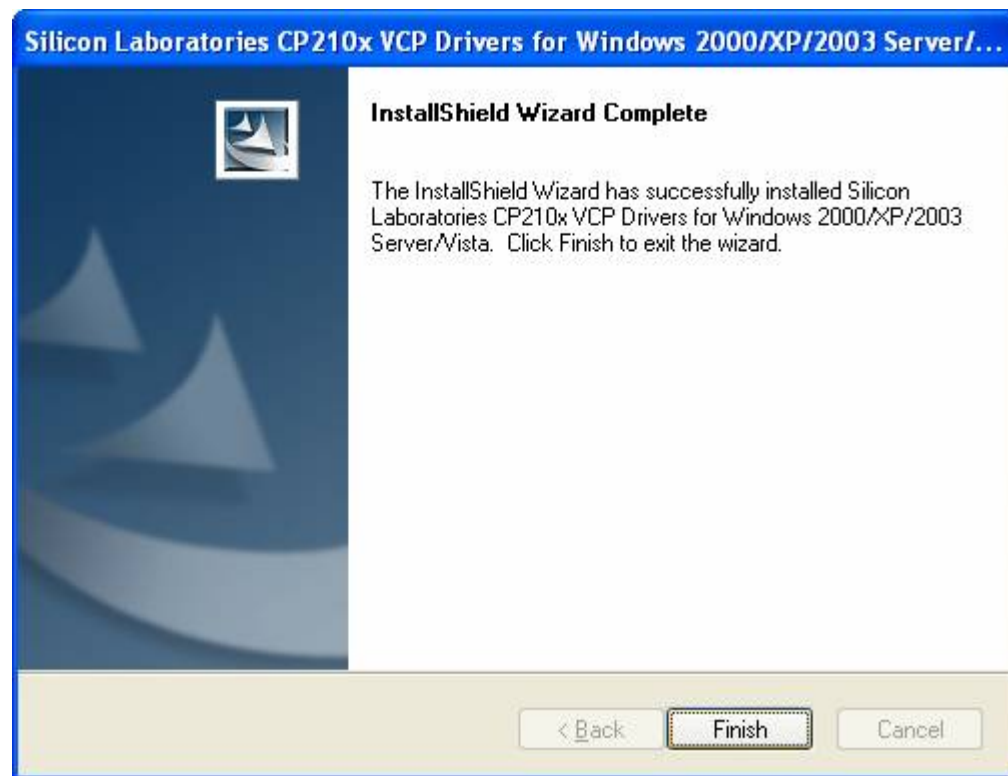 Silicon Laboratories CP210x VCP Drivers for Windows 2000/XP/2003 Server/...
InstallShield Wizard Complete
The InstallShield Wizard has successfully installed Silicon
Laboratories CP210x VCP Drivers for Windows 2000/XP/2003
Server/Vista.  Click Finish to exit the wizard.
< Back
Finish
Cancel